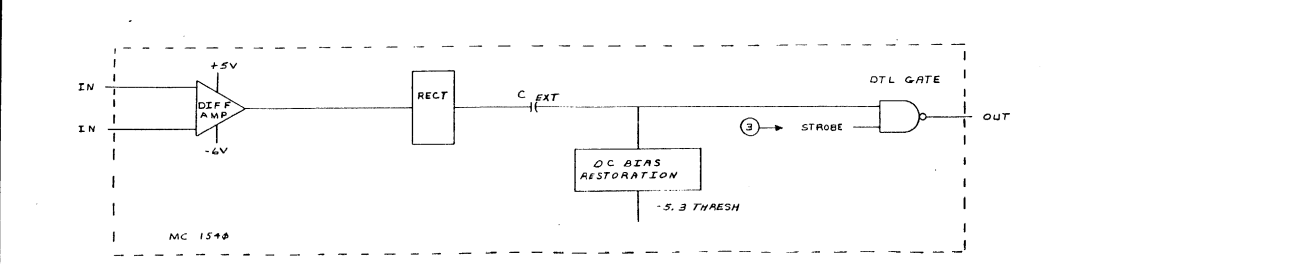 +5V
IN
DIFF
AMP
IN
-6V
RECT
C EXT
DC BIAS
RESTORATION
-5.3 THRESH
3
STROBE
DTL GATE
OUT
MC 154φ